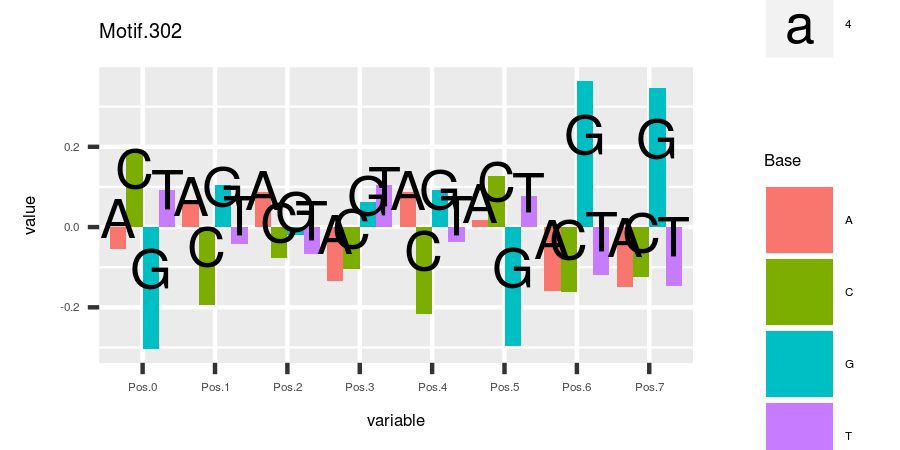 Motif.302
a 4
value
0.2
0.0
-0.2
A C G T A C G T A C G T A C G T A C G T A C G T A C G T A C G T
Pos.0 Pos.1 Pos.2 Pos.3 Pos.4 Pos.5 Pos.6 Pos.7
variable
Base
A
C
G
T